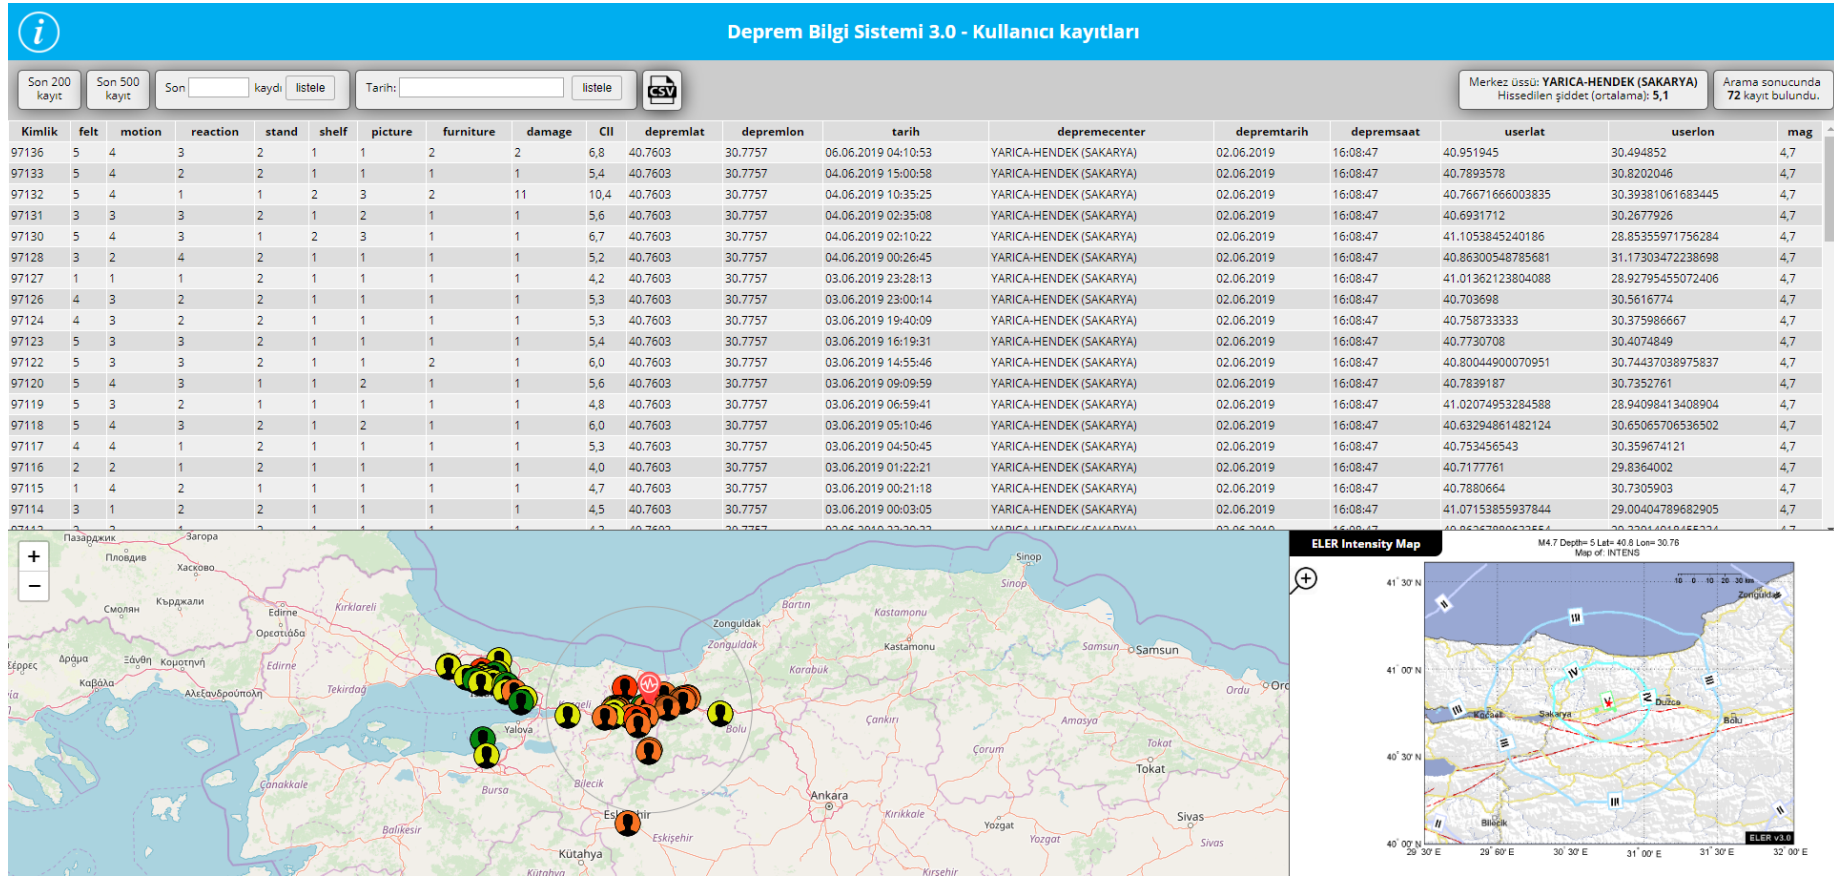 i
Deprem Bilgi Sistemi 3.0 - Kullanıcı kayıtları
Son 200 kayıt
Son 500 kayıt
Son kaydı listele
Tarih: listele
CSV
Merkez üssü: YARICA-HENDEK (SAKARYA)
Hissedilen şiddet (ortalama): 5,1
Arama sonucunda
72 kayıt bulundu.
Kimlik felt motion reaction stand shelf picture furniture damage CII depremlat depremlon tarih depremecenter depremtarih depremsaat userlat userlon mag
97136 5 4 3 2 1 1 2 2 6,8 40.7603 30.7757 06.06.2019 04:10:53 YARICA-HENDEK (SAKARYA) 02.06.2019 16:08:47 40.951945 30.494852 4,7
97133 5 4 2 2 1 1 1 1 5,4 40.7603 30.7757 04.06.2019 15:00:58 YARICA-HENDEK (SAKARYA) 02.06.2019 16:08:47 40.7893578 30.8202046 4,7
97132 5 4 1 1 2 3 2 11 10,4 40.7603 30.7757 04.06.2019 10:35:25 YARICA-HENDEK (SAKARYA) 02.06.2019 16:08:47 40.76671666003835 30.39381061683445 4,7
97131 3 3 3 2 1 2 1 1 5,6 40.7603 30.7757 04.06.2019 02:35:08 YARICA-HENDEK (SAKARYA) 02.06.2019 16:08:47 40.6931712 30.2677926 4,7
97130 5 4 3 1 2 3 1 1 6,7 40.7603 30.7757 04.06.2019 02:10:22 YARICA-HENDEK (SAKARYA) 02.06.2019 16:08:47 41.1053845240186 28.85355971756284 4,7
97128 3 2 4 2 1 1 1 1 5,2 40.7603 30.7757 04.06.2019 00:26:45 YARICA-HENDEK (SAKARYA) 02.06.2019 16:08:47 40.86300548785681 31.17303472238698 4,7
97127 1 1 1 2 1 1 1 1 4,2 40.7603 30.7757 03.06.2019 23:28:13 YARICA-HENDEK (SAKARYA) 02.06.2019 16:08:47 41.01362123804088 28.92795455072406 4,7
97126 4 3 2 2 1 1 1 1 5,3 40.7603 30.7757 03.06.2019 23:00:14 YARICA-HENDEK (SAKARYA) 02.06.2019 16:08:47 40.703698 30.5616774 4,7
97124 4 3 2 2 1 1 1 1 5,3 40.7603 30.7757 03.06.2019 19:40:09 YARICA-HENDEK (SAKARYA) 02.06.2019 16:08:47 40.758733333 30.375986667 4,7
97123 5 3 3 2 1 1 1 1 5,4 40.7603 30.7757 03.06.2019 16:19:31 YARICA-HENDEK (SAKARYA) 02.06.2019 16:08:47 40.7730708 30.4074849 4,7
97122 5 3 3 2 1 1 2 1 6,0 40.7603 30.7757 03.06.2019 14:55:46 YARICA-HENDEK (SAKARYA) 02.06.2019 16:08:47 40.80044900070951 30.74437038975837 4,7
97120 5 4 3 1 1 2 1 1 5,6 40.7603 30.7757 03.06.2019 09:09:59 YARICA-HENDEK (SAKARYA) 02.06.2019 16:08:47 40.7839187 30.7352761 4,7
97119 5 3 2 1 1 1 1 1 4,8 40.7603 30.7757 03.06.2019 06:59:41 YARICA-HENDEK (SAKARYA) 02.06.2019 16:08:47 41.02074953284588 28.94098413408904 4,7
97118 5 4 3 2 1 2 1 1 6,0 40.7603 30.7757 03.06.2019 05:10:46 YARICA-HENDEK (SAKARYA) 02.06.2019 16:08:47 40.63294861482124 30.65065706536502 4,7
97117 4 4 1 2 1 1 1 1 5,3 40.7603 30.7757 03.06.2019 04:50:45 YARICA-HENDEK (SAKARYA) 02.06.2019 16:08:47 40.753456543 30.359674121 4,7
97116 2 2 1 2 1 1 1 1 4,0 40.7603 30.7757 03.06.2019 01:22:21 YARICA-HENDEK (SAKARYA) 02.06.2019 16:08:47 40.7177761 29.8364002 4,7
97115 1 4 2 1 1 1 1 1 4,7 40.7603 30.7757 03.06.2019 00:21:18 YARICA-HENDEK (SAKARYA) 02.06.2019 16:08:47 40.7880664 30.7305903 4,7
97114 3 1 2 2 1 1 1 1 4,5 40.7603 30.7757 03.06.2019 00:03:05 YARICA-HENDEK (SAKARYA) 02.06.2019 16:08:47 41.07153855937844 29.00404789682905 4,7
+
−
Пазарджик
Загора
Пловдив
Хасково
Смолян
Кърджали
Kırklareli
Edirne
Ορεστιάδα
Σέρρες
Δράμα
Ξάνθη
Κομοτηνή
Edirne
Καβάλα
Αλεξανδρούπολη
Tekirdağ
Yalova
Çanakkale
Bursa
Bilecik
Balıkesir
Eskişehir
Kütahya
Kütahya
Zonguldak
Zonguldak
Bartın
Karabük
Kastamonu
Kastamonu
Sinop
Sinop
Samsun
Samsun
Ordu
Bolu
Çankırı
Amasya
Çorum
Tokat
Tokat
Ankara
Kırıkkale
Yozgat
Yozgat
Sivas
Sivas
Kırşehir
ELER Intensity Map
M4.7 Depth= 5 Lat= 40.8 Lon= 30.76
Map of: INTENS
10 0 10 20 30 km
41° 30' N
41° 00' N
40° 30' N
40° 00' N
29° 30' E
29° 60' E
30° 30' E
31° 00' E
31° 30' E
32° 00' E
Zonguldak
II
III
IV
III
IV
III
Kocaeli
Sakarya
Düzce
Bolu
III
III
II
II
Bilecik
ELER v3.0